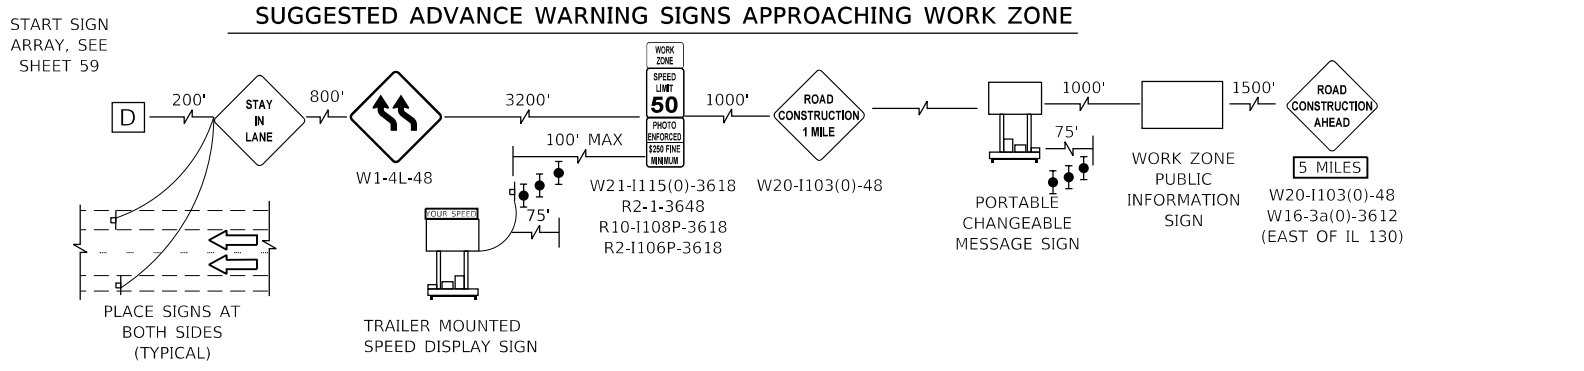 SUGGESTED ADVANCE WARNING SIGNS APPROACHING WORK ZONE
START SIGN
ARRAY, SEE
SHEET 59
D
200'
STAY
IN
LANE
800'
W1-4L-48
3200'
100' MAX
WORK
ZONE
SPEED
LIMIT
50
PHOTO
ENFORCED
$250 FINE
MINIMUM
W21-I115(0)-3618
R2-1-3648
R10-I108P-3618
R2-I106P-3618
1000'
ROAD
CONSTRUCTION
1 MILE
W20-I103(0)-48
75'
PORTABLE
CHANGEABLE
MESSAGE SIGN
1000'
WORK ZONE
PUBLIC
INFORMATION
SIGN
1500'
ROAD
CONSTRUCTION
AHEAD
5 MILES
W20-I103(0)-48
W16-3a(0)-3612
(EAST OF IL 130)
YOUR SPEED
75'
TRAILER MOUNTED
SPEED DISPLAY SIGN
PLACE SIGNS AT
BOTH SIDES
(TYPICAL)